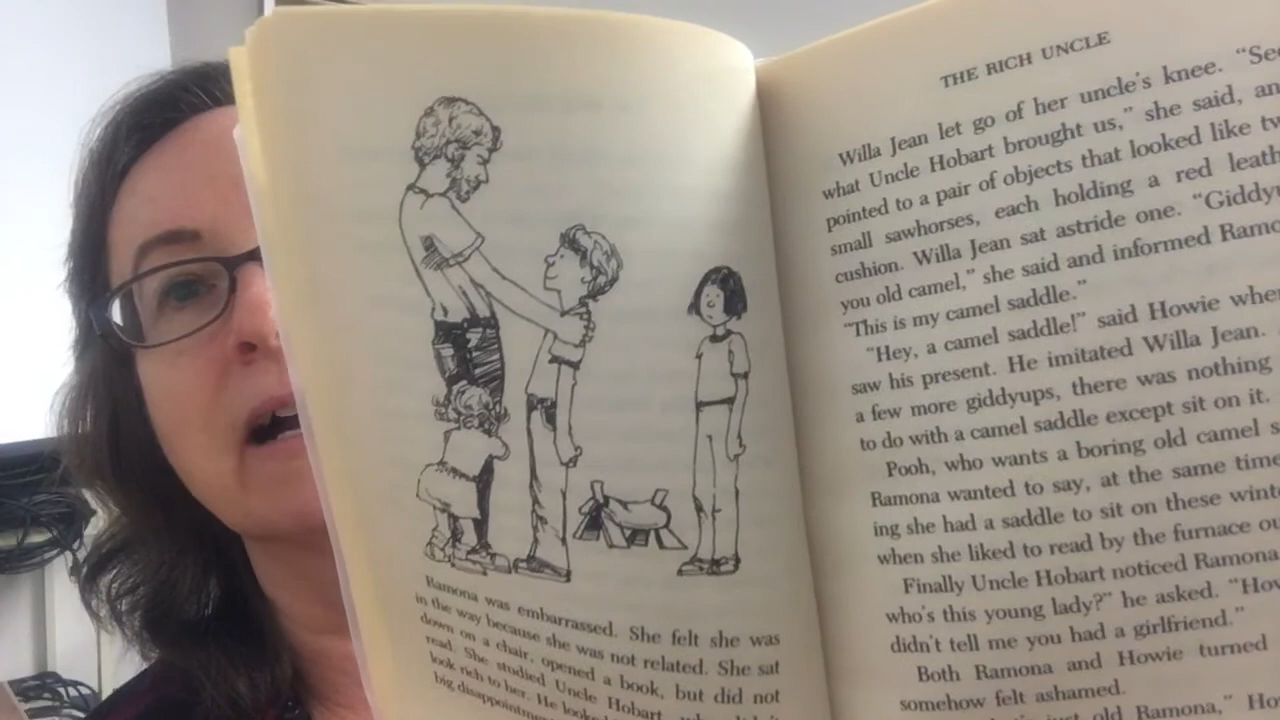 Ramona was embarrassed. She felt she was
in the way because she was not related. She sat
down on a chair, opened a book, but did not
read. She studied Uncle Hobart,
look rich to her. He looked
big
THE RICH UNCLE
Willa Jean let go of her uncle's knee. "See
what Uncle Hobart brought us," she said, and
pointed to a pair of objects that looked like
small sawhorses, each holding a red
cushion. Willa Jean sat astride one.
you old camel," she said and informed
"This is my camel saddle."
"Hey, a camel saddle!" said Howie
saw his present. He imitated Willa Jean.
a few more giddyups, there was nothing
to do with a camel saddle except sit on it.
Pooh, who wants a boring old camel
Ramona wanted to say, at the same time
ing she had a saddle to sit on these
when she liked to read by the furnace
Finally Uncle Hobart noticed Ramona
who's this young lady?" he asked.
didn't tell me you had a girlfriend."
Both Ramona and Howie turned
somehow felt ashamed.
old Ramona,"